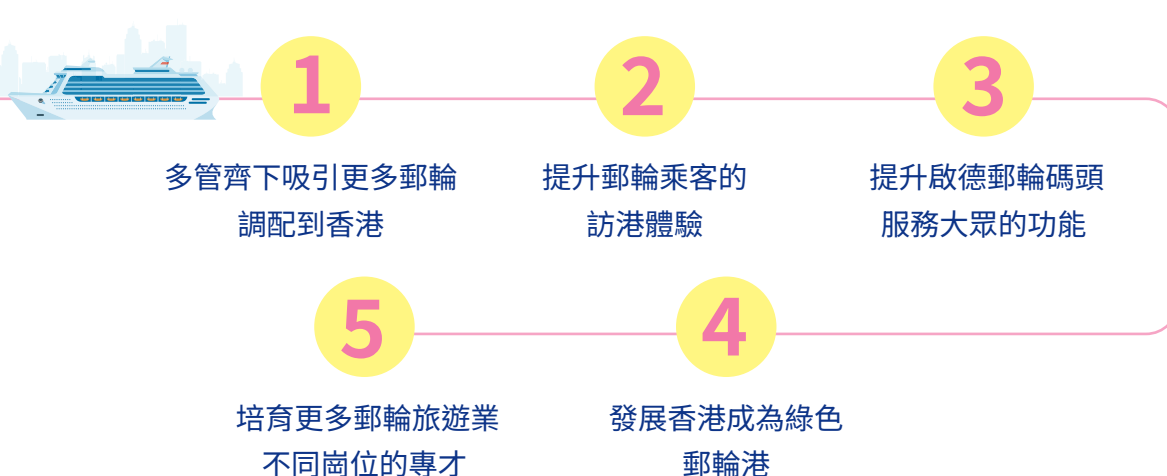 1
多管齊下吸引更多郵輪
調配到香港
2
提升郵輪乘客的
訪港體驗
3
提升啟德郵輪碼頭
服務大眾的功能
4
發展香港成為綠色
郵輪港
5
培育更多郵輪旅遊業
不同崗位的專才